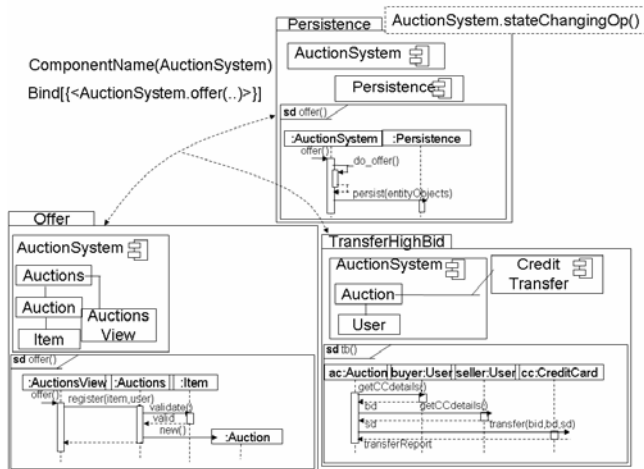 Persistence
AuctionSystem.stateChangingOp()
AuctionSystem
ComponentName(AuctionSystem)
Persistence
Bind[{<AuctionSystem.offer(..)>}]
sd offer()
:AuctionSystem
:Persistence
offer()
do_offer()
persist(entityObjects)
Offer
AuctionSystem
Auctions
Auction
Item
Auctions
View
sd offer()
:AuctionsView
:Auctions
:Item
offer()
register(item,user)
validate()
valid
new()
:Auction
TransferHighBid
AuctionSystem
Credit
Transfer
Auction
User
sd tb()
ac:Auction
buyer:User
seller:User
cc:CreditCard
getCCdetails()
bd
getCCdetails()
sd
transfer(bid,bd,sd)
transferReport